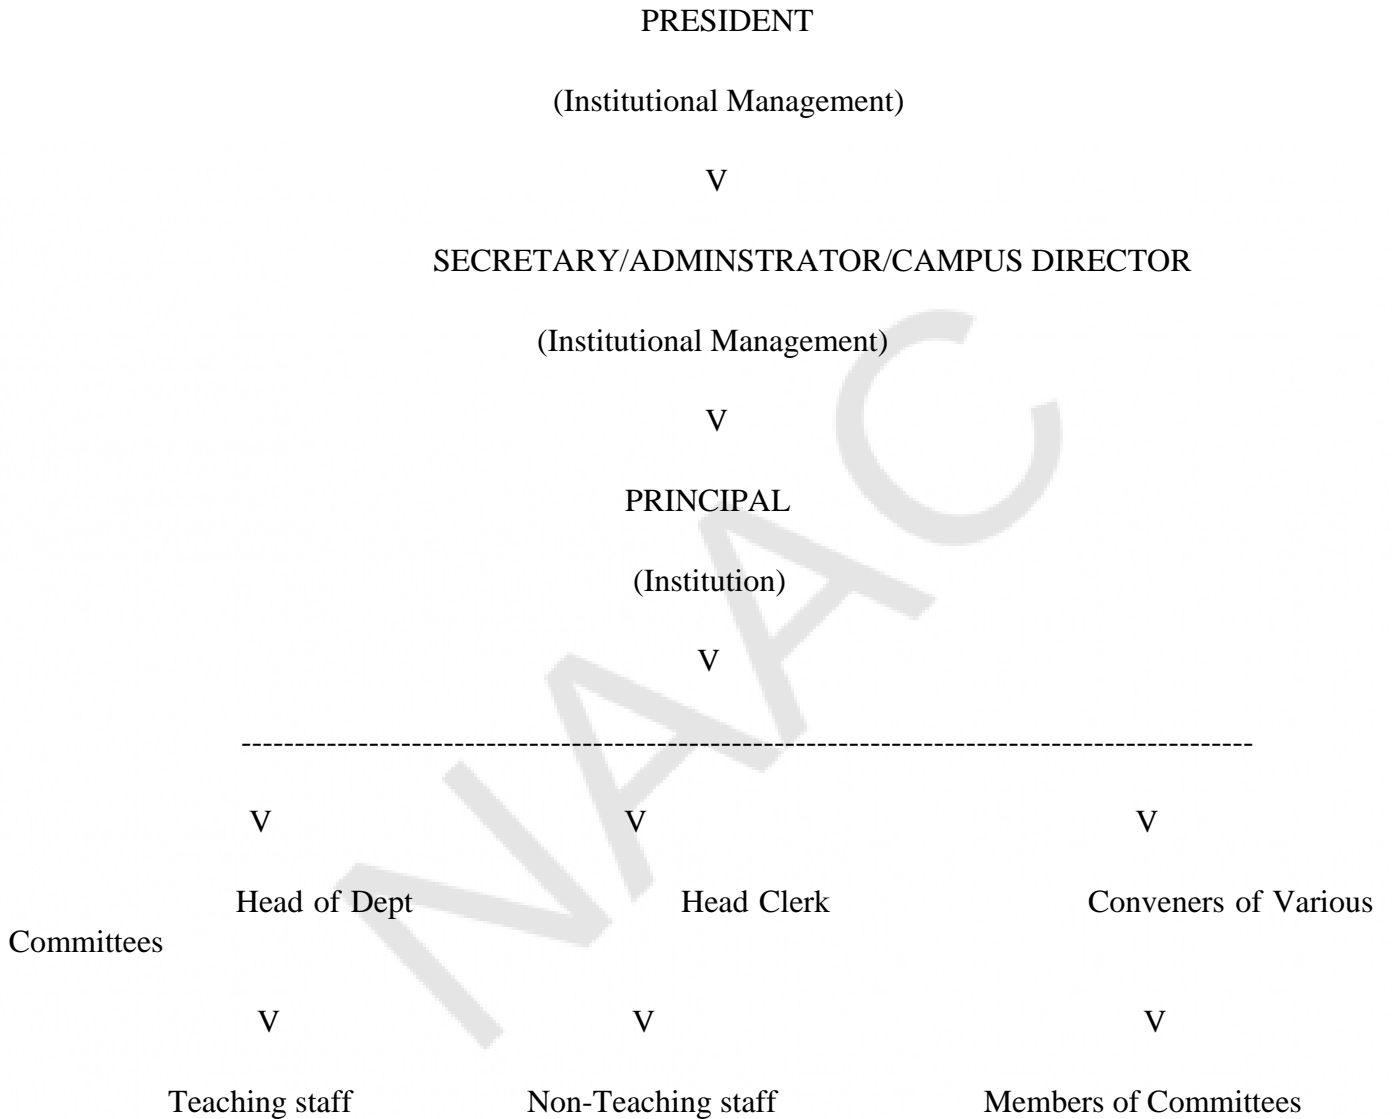 PRESIDENT
(Institutional Management)
V
SECRETARY/ADMINSTRATOR/CAMPUS DIRECTOR
(Institutional Management)
V
PRINCIPAL
(Institution)
V
-----------------------------------------------------------------------------------------------
V V V
Head of Dept Head Clerk Conveners of Various
Committees
V V V
Teaching staff Non-Teaching staff Members of Committees
NAAC